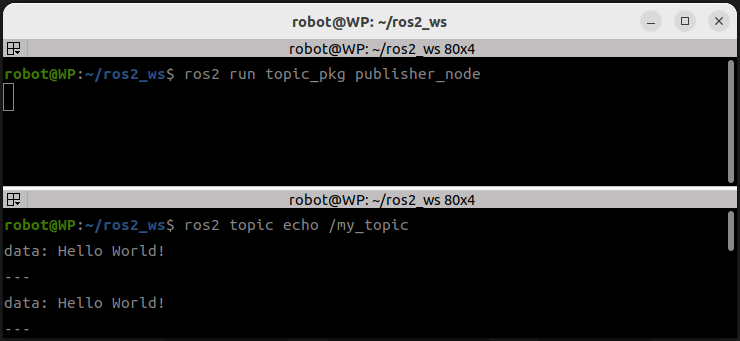 robot@WP: ~/ros2_ws
robot@WP: ~/ros2_ws 80x4
robot@WP:~/ros2_ws$ ros2 run topic_pkg publisher_node
robot@WP: ~/ros2_ws 80x4
robot@WP:~/ros2_ws$ ros2 topic echo /my_topic
data: Hello World!
---
data: Hello World!
---